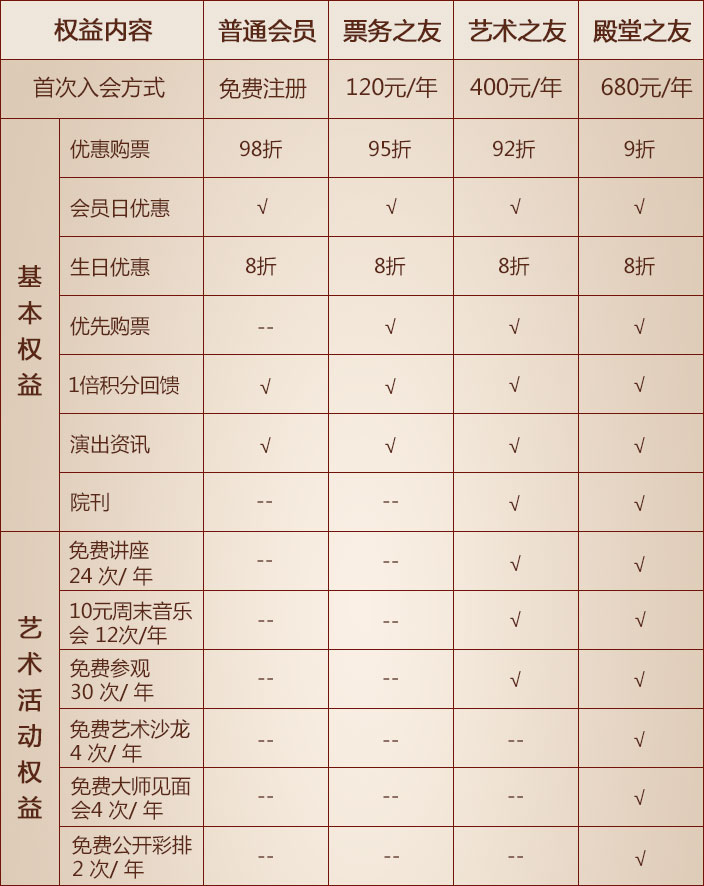 权益内容 普通会员 票务之友 艺术之友 殿堂之友
首次入会方式 免费注册 120元/年 400元/年 680元/年
基本权益
优惠购票 98折 95折 92折 9折
会员日优惠 √ √ √ √
生日优惠 8折 8折 8折 8折
优先购票 -- √ √ √
1倍积分回馈 √ √ √ √
演出资讯 √ √ √ √
院刊 -- -- √ √
艺术活动权益
免费讲座
24 次/ 年 -- -- √ √
10元周末音乐
会 12次/年 -- -- √ √
免费参观
30 次/ 年 -- -- √ √
免费艺术沙龙
4 次/ 年 -- -- -- √
免费大师见面
会4 次/ 年 -- -- -- √
免费公开彩排
2 次/ 年 -- -- -- √